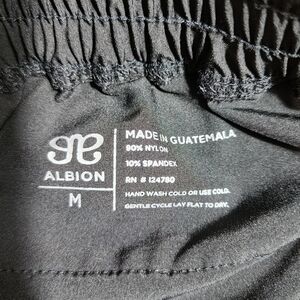 ALBION
M
MADE IN GUATEMALA
90% NYLON
10% SPANDEX
RN # 124780
HAND WASH COLD OR USE COLD.
GENTLE CYCLE LAY FLAT TO DRY.